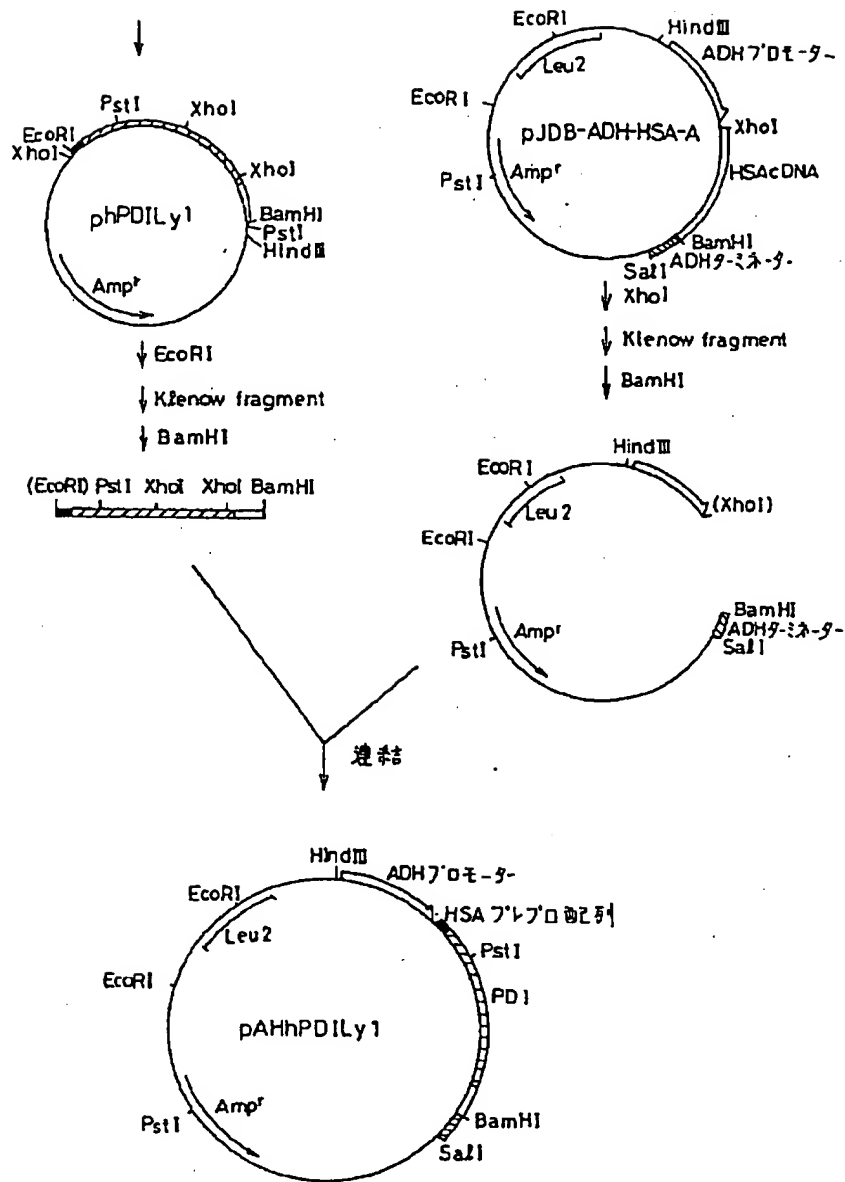 PstI
XhoI
EcoRI
XhoI
XhoI
BamHI
PstI
HindIII
phPDILy1
Ampr
EcoRI
Klenow fragment
BamHI
(EcoRI) PstI XhoI XhoI BamHI
EcoRI
HindIII
ADHプロモーター
Leu2
EcoRI
XhoI
pJDB-ADH-HSA-A
HSAcDNA
PstI
Ampr
BamHI
SalI
ADHターミネーター
XhoI
Klenow fragment
BamHI
HindIII
EcoRI
Leu2
(XhoI)
EcoRI
BamHI
ADHターミネーター
SalI
PstI
Ampr
連結
HindIII
ADHプロモーター
EcoRI
HSAプレプロ配列
Leu2
PstI
EcoRI
PDI
pAHhPDILy1
PstI
Ampr
BamHI
SalI